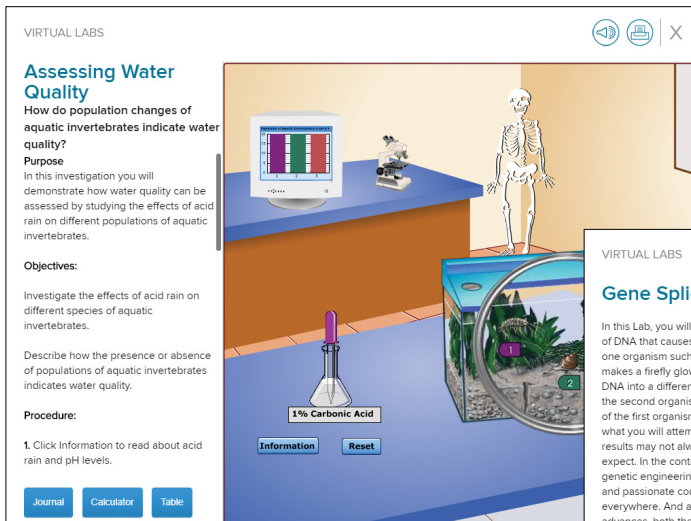 VIRTUAL LABS
X
Assessing Water
Quality
How do population changes of
aquatic invertebrates indicate water
quality?
Purpose
In this investigation you will
demonstrate how water quality can be
assessed by studying the effects of acid
rain on different populations of aquatic
invertebrates.
Objectives:
Investigate the effects of acid rain on
different species of aquatic
invertebrates.
Describe how the presence or absence
of populations of aquatic invertebrates
indicates water quality.
Procedure:
1. Click Information to read about acid
rain and pH levels.
Journal
Calculator
Table
1
2
3
1% Carbonic Acid
Information
Reset
1
2
VIRTUAL LABS
Gene Spli
In this Lab, you will
of DNA that causes
one organism such
makes a firefly glow
DNA into a differen
the second organis
of the first organism
what you will attem
results may not alw
expect. In the cont
genetic engineerin
and passionate cou
everywhere. And a